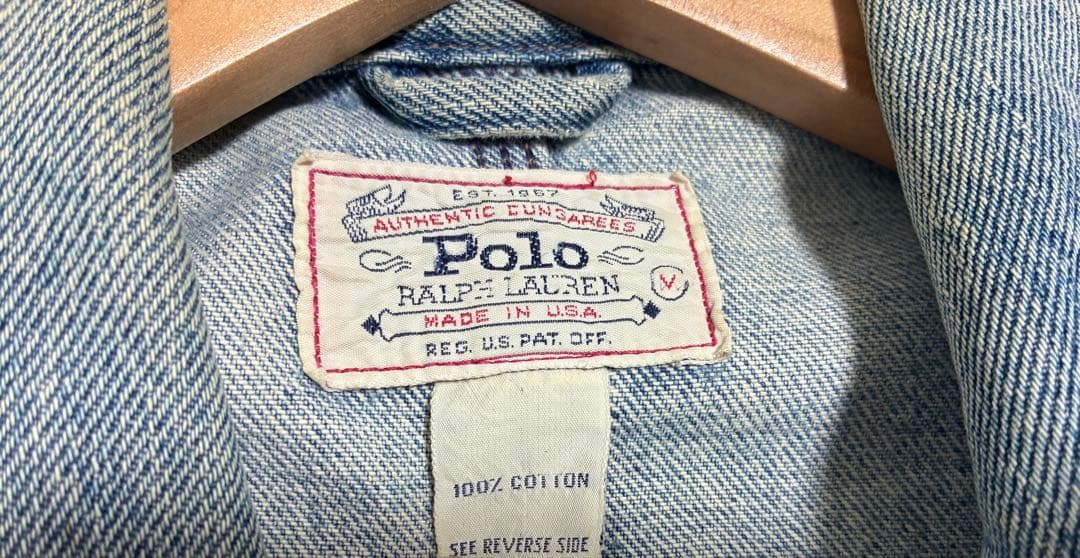 EST. 1967
AUTHENTIC DUNGAREES
Polo
RALPH LAUREN
M
MADE IN U.S.A.
REG. U.S. PAT. OFF.
100% COTTON
SEE REVERSE SIDE